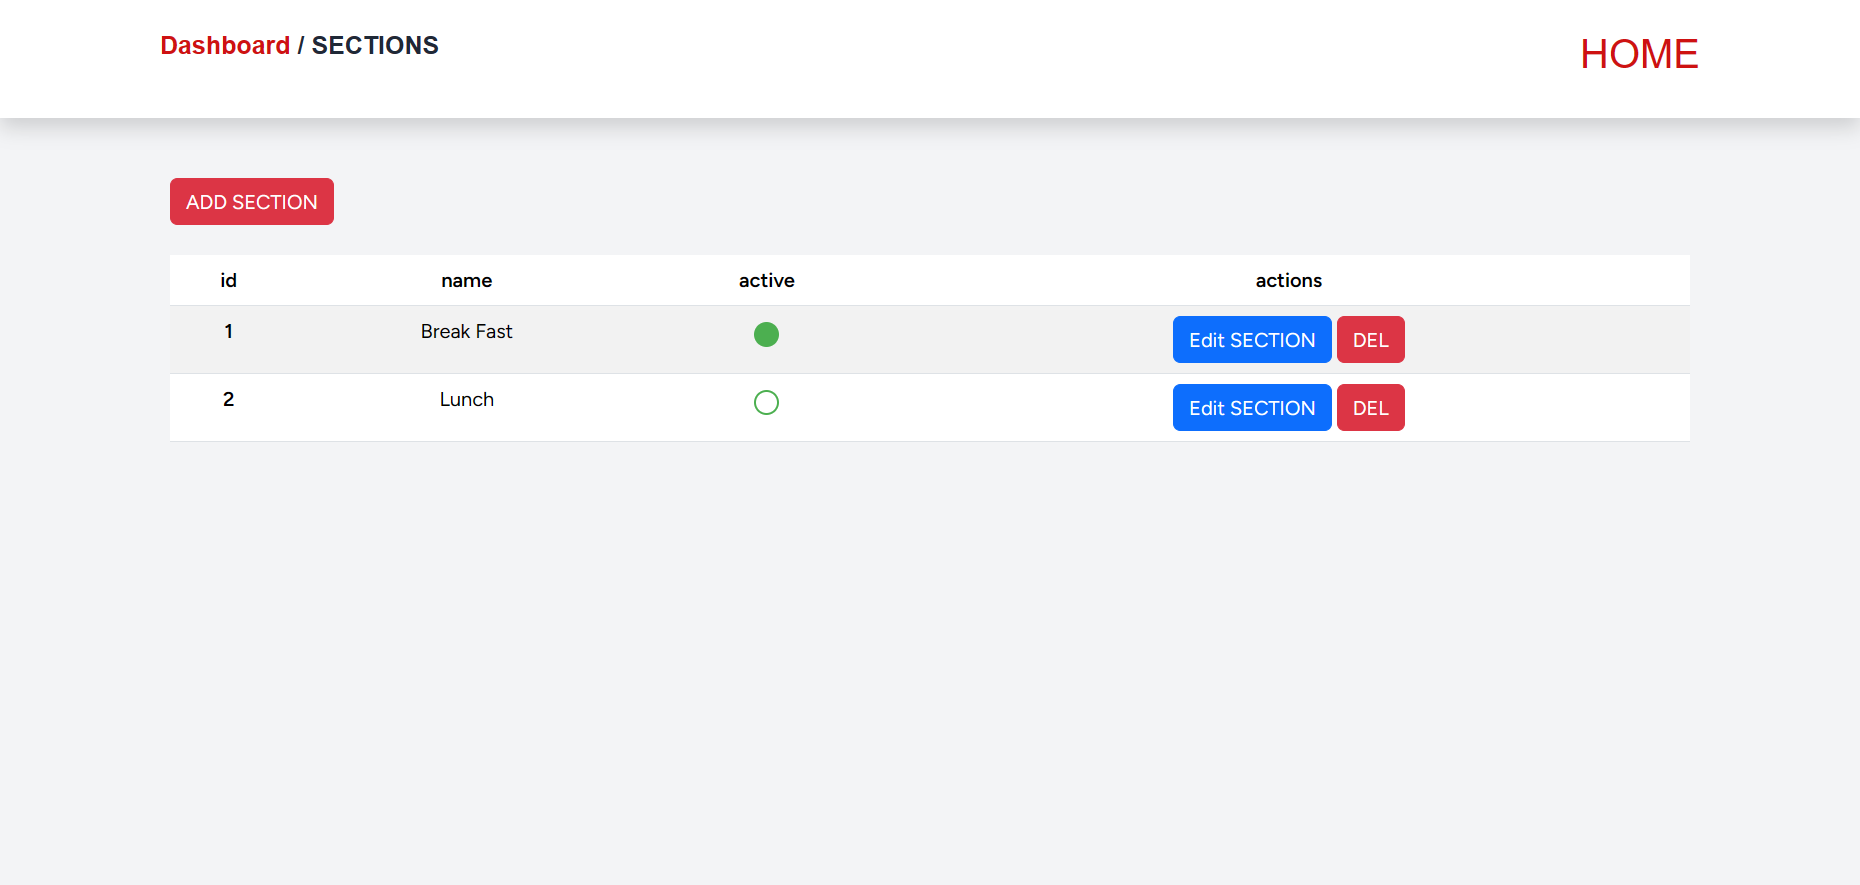 Dashboard / SECTIONS
HOME
ADD SECTION
id name active actions
1 Break Fast Edit SECTION DEL
2 Lunch Edit SECTION DEL